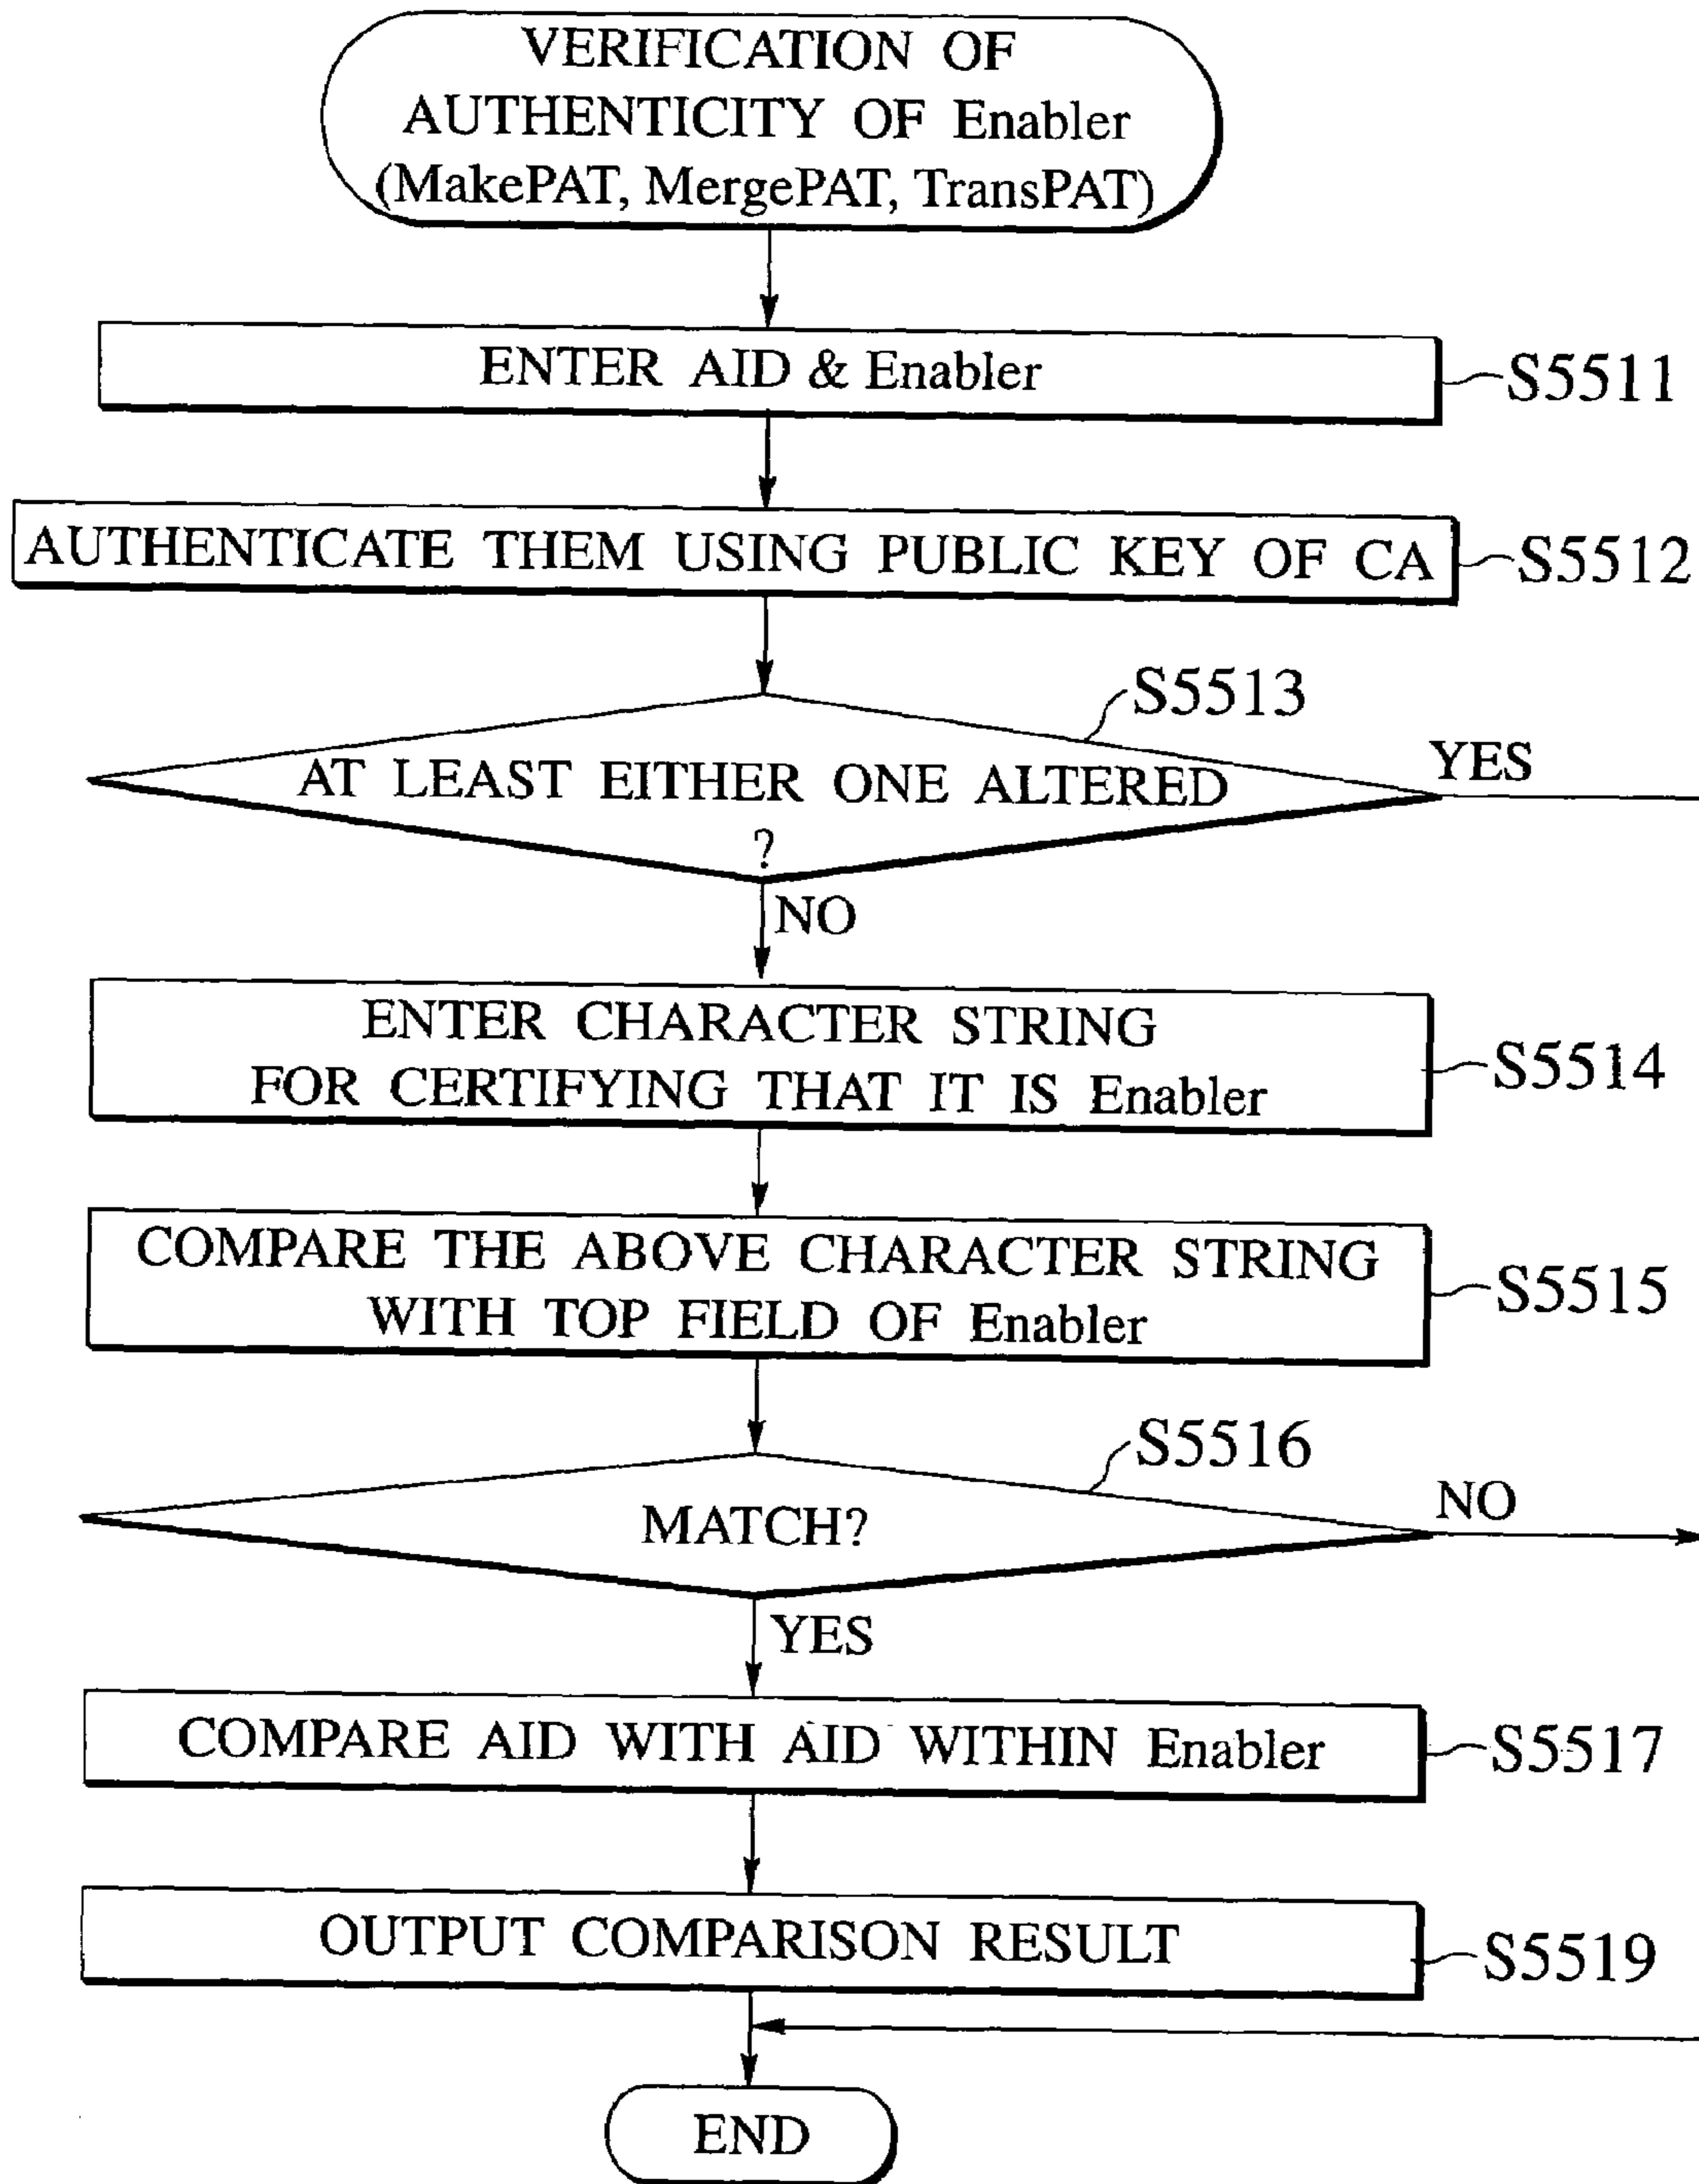 VERIFICATION OF
AUTHENTICITY OF Enabler
(MakePAT, MergePAT, TransPAT)
ENTER AID & Enabler
S5511
AUTHENTICATE THEM USING PUBLIC KEY OF CA
S5512
S5513
YES
AT LEAST EITHER ONE ALTERED
?
NO
ENTER CHARACTER STRING
FOR CERTIFYING THAT IT IS Enabler
S5514
COMPARE THE ABOVE CHARACTER STRING
WITH TOP FIELD OF Enabler
S5515
S5516
NO
MATCH?
YES
COMPARE AID WITH AID WITHIN Enabler
S5517
OUTPUT COMPARISON RESULT
S5519
END